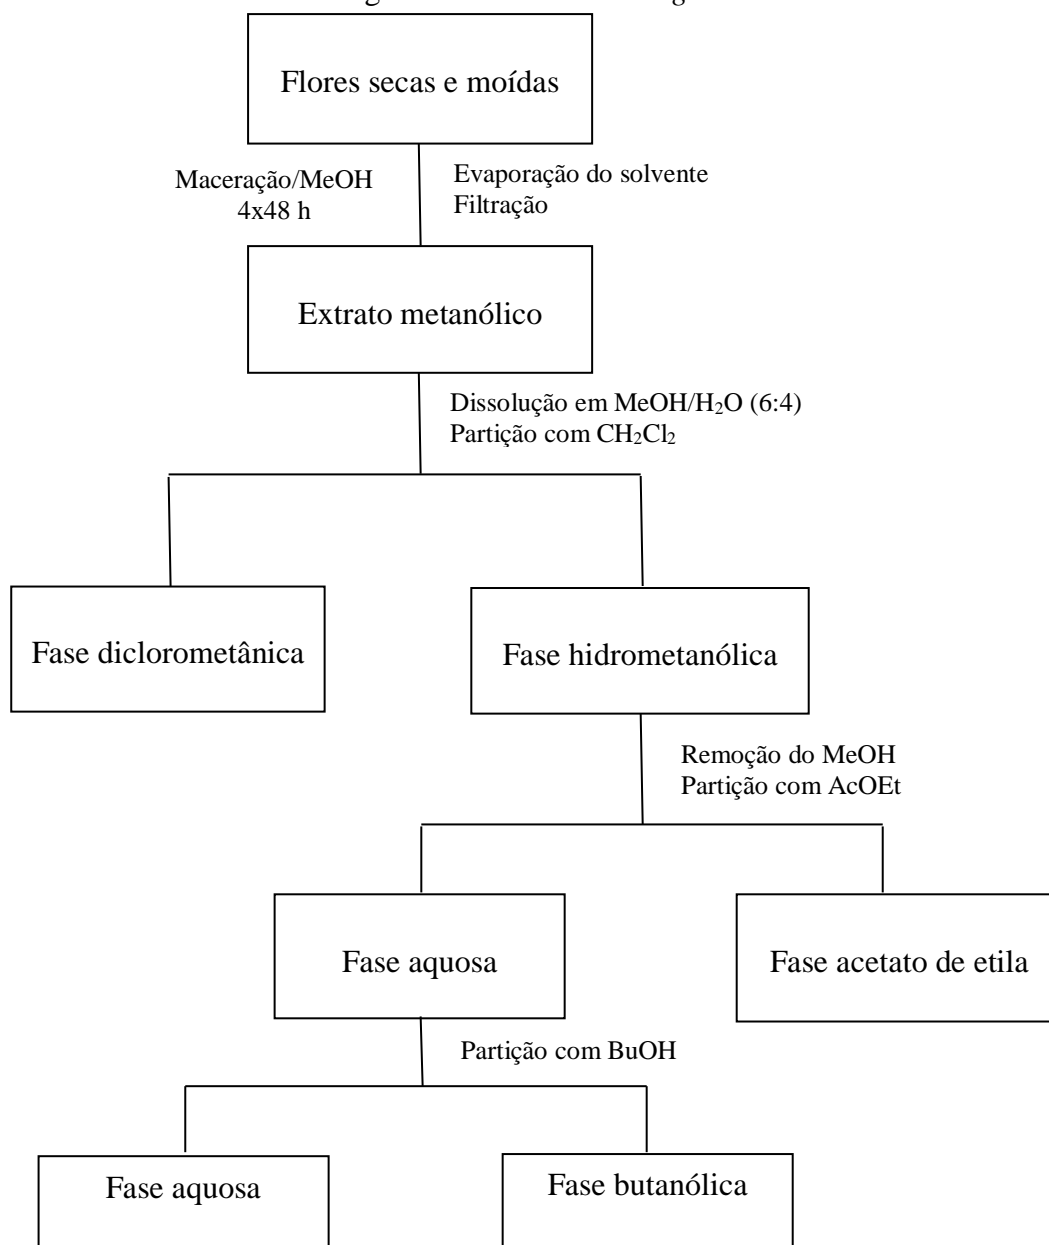 Flores secas e moídas
Maceração/MeOH
4x48 h
Evaporação do solvente
Filtração
Extrato metanólico
Dissolução em MeOH/H₂O (6:4)
Partição com CH₂Cl₂
Fase diclorometânica
Fase hidrometanólica
Remoção do MeOH
Partição com AcOEt
Fase aquosa
Fase acetato de etila
Partição com BuOH
Fase aquosa
Fase butanólica